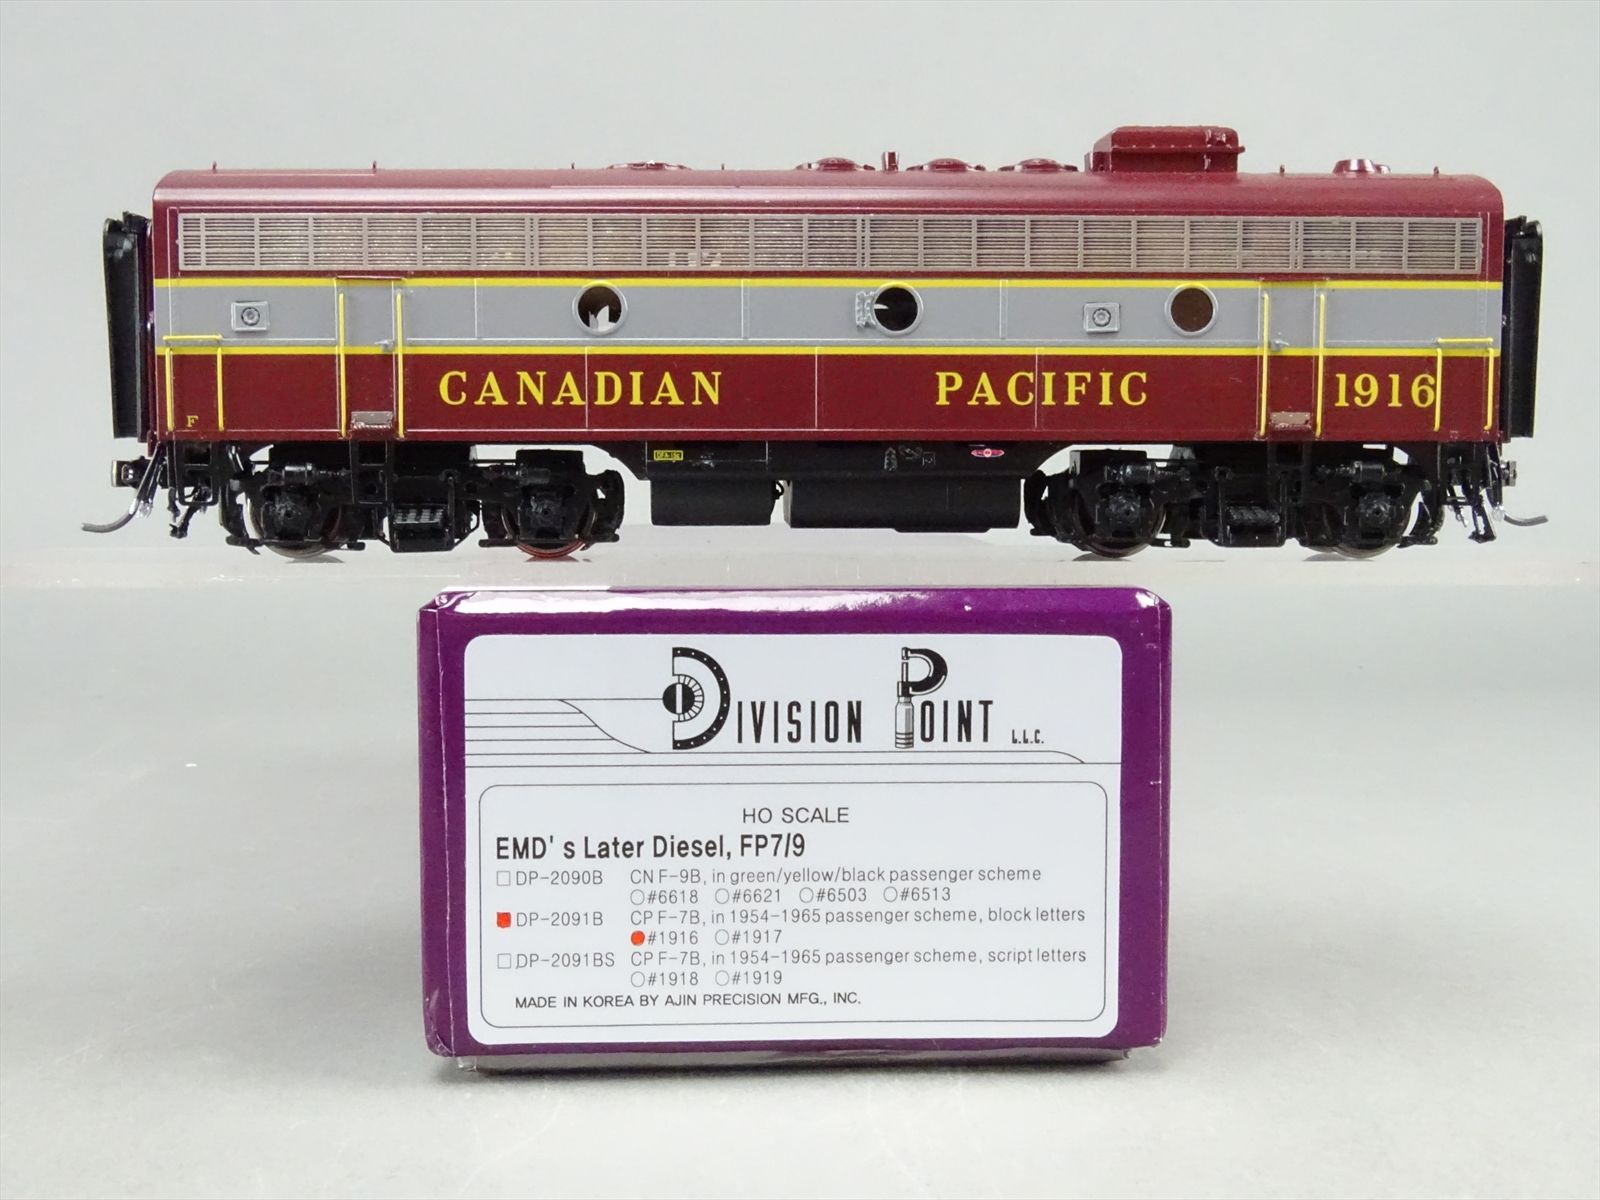 CANADIAN PACIFIC 1916
F
DIVISION POINT L.L.C.
HO SCALE
EMD's Later Diesel, FP7/9
DP-2090B CN F-9B, in green/yellow/black passenger scheme
#6618 #6621 #6503 #6513
DP-2091B CP F-7B, in 1954-1965 passenger scheme, block letters
#1916 #1917
DP-2091BS CP F-7B, in 1954-1965 passenger scheme, script letters
#1918 #1919
MADE IN KOREA BY AJIN PRECISION MFG., INC.